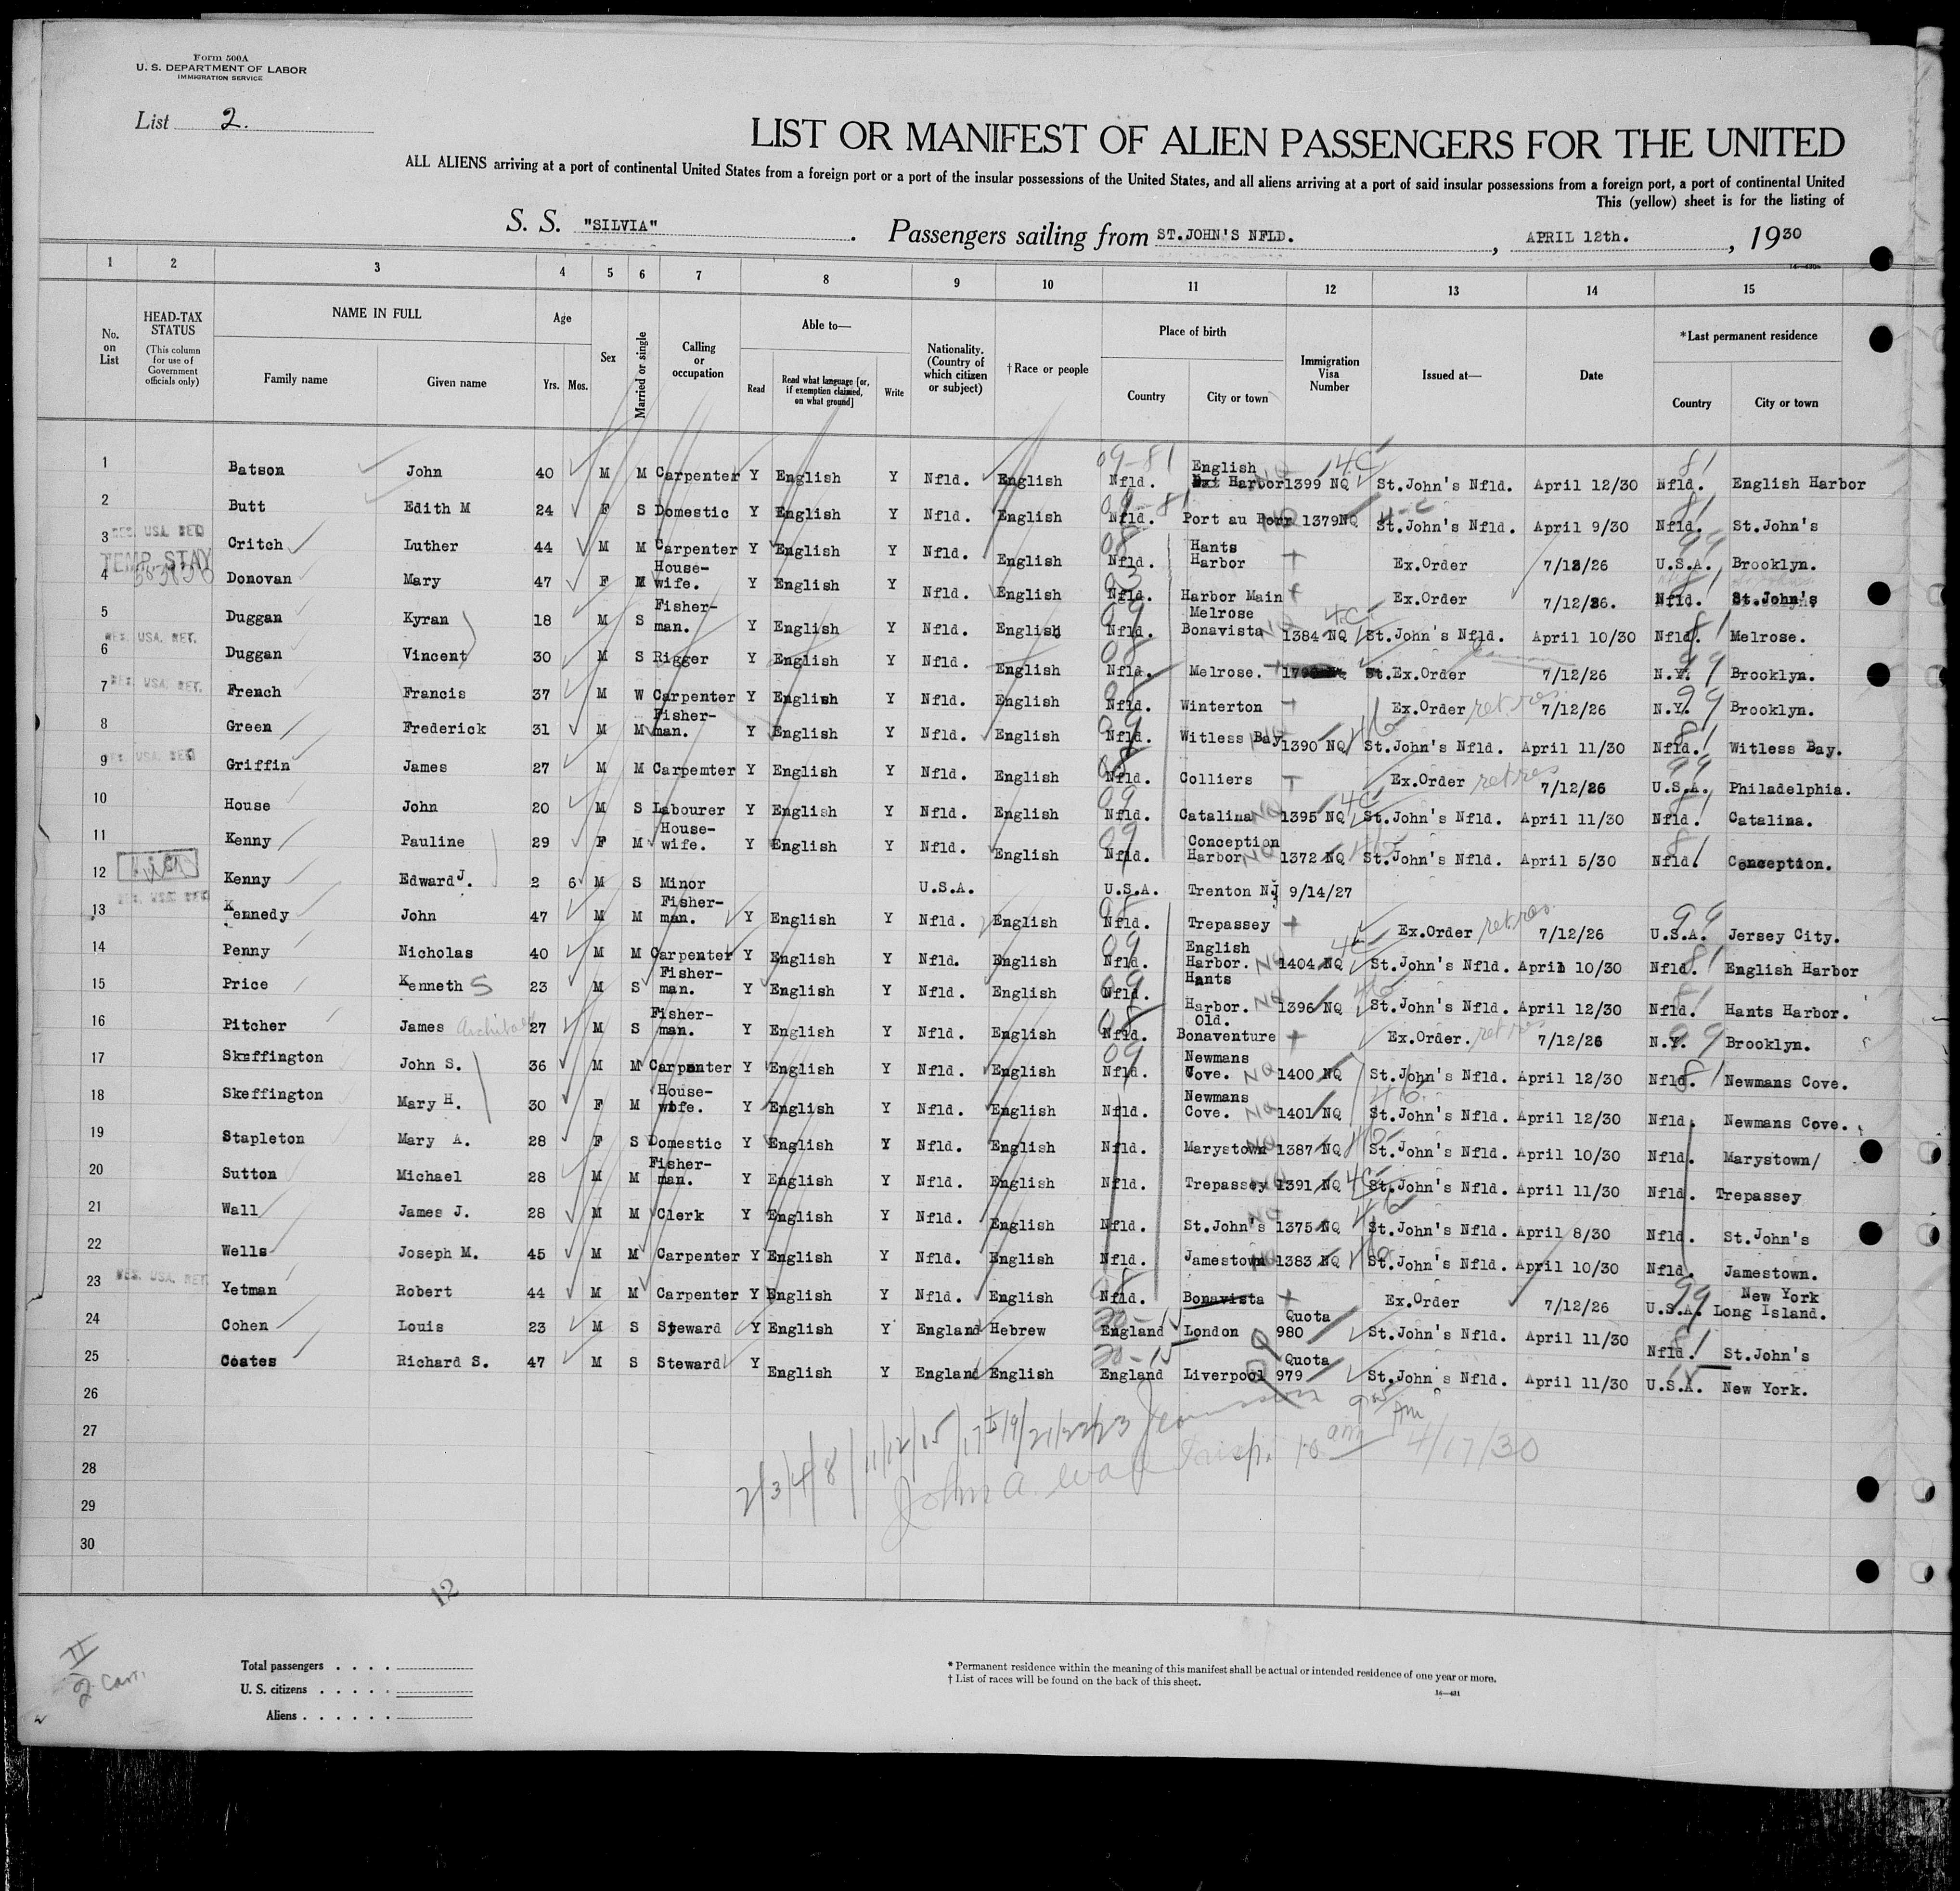 Form 500A
U. S. DEPARTMENT OF LABOR
IMMIGRATION SERVICE
List 2.
LIST OR MANIFEST OF ALIEN PASSENGERS FOR THE UNITED
ALL ALIENS arriving at a port of continental United States from a foreign port or a port of the insular possessions of the United States, and all aliens arriving at a port of said insular possessions from a foreign port, a port of continental United
This (yellow) sheet is for the listing of
S. S. "SILVIA" . Passengers sailing from ST.JOHN'S NFLD. , APRIL 12th. , 1930
1 2 3 4 5 6 7 8 9 10 11 12 13 14 15
No. on List
HEAD-TAX STATUS (This column for use of Government officials only)
NAME IN FULL
Family name Given name
Age
Yrs. Mos.
Sex
Married or single
Calling or occupation
Able to—
Read Read what language [or, if exemption claimed, on what ground] Write
Nationality. (Country of which citizen or subject)
†Race or people
Place of birth
Country City or town
Immigration Visa Number
Issued at—
Date
*Last permanent residence
Country City or town
1 Batson John 40 M M Carpenter Y English Y Nfld. English Nfld. English Harbor 1399 NQ St.John's Nfld. April 12/30 Nfld. English Harbor
2 Butt Edith M 24 F S Domestic Y English Y Nfld. English Nfld. Port au Port 1379NQ St.John's Nfld. April 9/30 Nfld. St.John's
3 Critch Luther 44 M M Carpenter Y English Y Nfld. English Nfld. Hants Harbor Ex.Order 7/12/26 U.S.A. Brooklyn.
TEMP. STAY
4 Donovan Mary 47 F M House-wife. Y English Y Nfld. English Nfld. Harbor Main Ex.Order 7/12/26. Nfld. St.John's
5 Duggan Kyran 18 M S Fisher-man. Y English Y Nfld. English Nfld. Melrose Bonavista 1384 NQ St.John's Nfld. April 10/30 Nfld. Melrose.
6 Duggan Vincent 30 M S Rigger Y English Y Nfld. English Nfld. Melrose. Ex.Order 7/12/26 N.Y. Brooklyn.
7 French Francis 37 M W Carpenter Y English Y Nfld. English Nfld. Winterton Ex.Order ret res. 7/12/26 N.Y. Brooklyn.
8 Green Frederick 31 M M Fisher-man. Y English Y Nfld. English Nfld. Witless Bay 1390 NQ St.John's Nfld. April 11/30 Nfld. Witless Bay.
9 Griffin James 27 M M Carpemter Y English Y Nfld. English Nfld. Colliers Ex.Order ret res 7/12/26 U.S.A. Philadelphia.
10 House John 20 M S Labourer Y English Y Nfld. English Nfld. Catalina 1395 NQ St.John's Nfld. April 11/30 Nfld. Catalina.
11 Kenny Pauline 29 F M House-wife. Y English Y Nfld. English Nfld. Conception Harbor 1372 NQ St.John's Nfld. April 5/30 Nfld. Conception.
12 Kenny Edward J. 2 6 M S Minor U.S.A. U.S.A. Trenton NJ 9/14/27
13 Kennedy John 47 M M Fisher-man. Y English Y Nfld. English Nfld. Trepassey Ex.Order ret res. 7/12/26 U.S.A. Jersey City.
14 Penny Nicholas 40 M M Carpenter Y English Y Nfld. English Nfld. English Harbor. 1404 NQ St.John's Nfld. April 10/30 Nfld. English Harbor
15 Price Kenneth S 23 M S Fisher-man. Y English Y Nfld. English Nfld. Hants Harbor. 1396 NQ St.John's Nfld. April 12/30 Nfld. Hants Harbor.
16 Pitcher James Archibald 27 M S Fisher-man. Y English Y Nfld. English Nfld. Old. Bonaventure Ex.Order. ret res 7/12/26 N.Y. Brooklyn.
17 Skeffington John S. 36 M M Carpenter Y English Y Nfld. English Nfld. Newmans Cove. 1400 NQ St.John's Nfld. April 12/30 Nfld. Newmans Cove.
18 Skeffington Mary H. 30 F M House-wife. Y English Y Nfld. English Nfld. Newmans Cove. 1401 NQ St.John's Nfld. April 12/30 Nfld. Newmans Cove.
19 Stapleton Mary A. 28 F S Domestic Y English Y Nfld. English Nfld. Marystown 1387 NQ St.John's Nfld. April 10/30 Nfld. Marystown/
20 Sutton Michael 28 M M Fisher-man. Y English Y Nfld. English Nfld. Trepassey 1391 NQ St.John's Nfld. April 11/30 Nfld. Trepassey
21 Wall James J. 28 M M Clerk Y English Y Nfld. English Nfld. St.John's 1375 NQ St.John's Nfld. April 8/30 Nfld. St.John's
22 Wells Joseph M. 45 M M Carpenter Y English Y Nfld. English Nfld. Jamestown 1383 NQ St.John's Nfld. April 10/30 Nfld. Jamestown.
23 Yetman Robert 44 M M Carpenter Y English Y Nfld. English Nfld. Bonavista Ex.Order 7/12/26 U.S.A. New York Long Island.
24 Cohen Louis 23 M S Steward Y English Y England Hebrew England London Quota 980 St.John's Nfld. April 11/30 Nfld. St.John's
25 Coates Richard S. 47 M S Steward Y English Y England English England Liverpool Quota 979 St.John's Nfld. April 11/30 U.S.A. New York.
26
27
28
29
30
2/3/4/8/11/12/15/17
4/17/30
12
Total passengers . . . .
U. S. citizens . . . . .
Aliens . . . . . .
* Permanent residence within the meaning of this manifest shall be actual or intended residence of one year or more.
† List of races will be found on the back of this sheet.